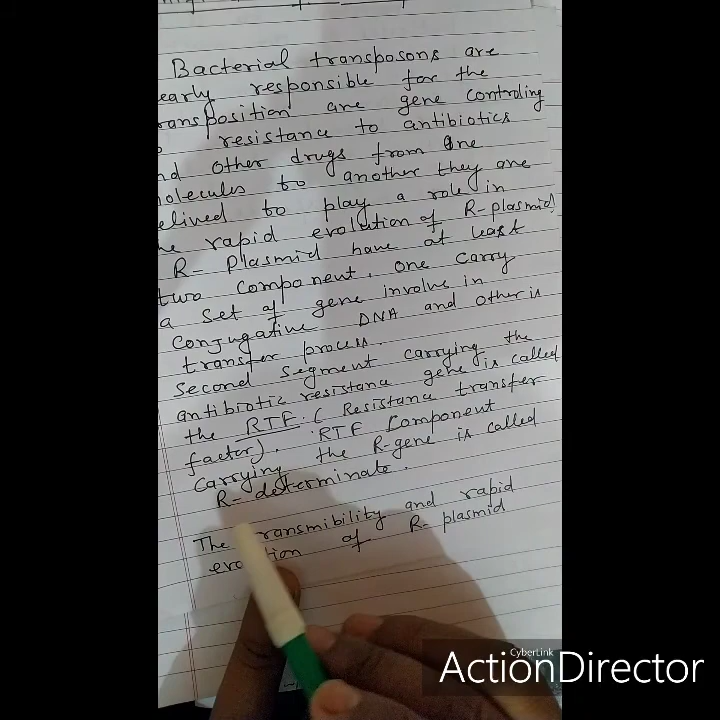 Bacterial transposons are
early responsible for the
ransposition are gene controling
resistance to antibiotics
nd other drugs from one
olecules to another they are
elived to play a role in
he rapid evolution of R-plasmid.
R- Plasmid have at least
two component. one carry
a set of gene involve in
conjugative DNA and other is
transfer process.
second segment carrying the
antibiotic resistance gene is called
the RTF. ( Resistance transfer
factor). RTF component
carrying the R-gene is called
R- determinate.
The ransmibility and rapid
of R- plasmid
CyberLink
ActionDirector